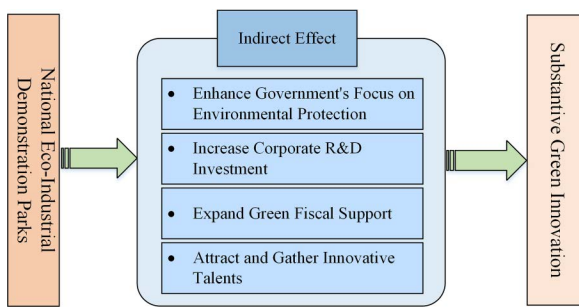 National Eco-Industrial
Demonstration Parks
Indirect Effect
• Enhance Government's Focus on
Environmental Protection
• Increase Corporate R&D
Investment
• Expand Green Fiscal Support
• Attract and Gather Innovative
Talents
Substantive Green Innovation